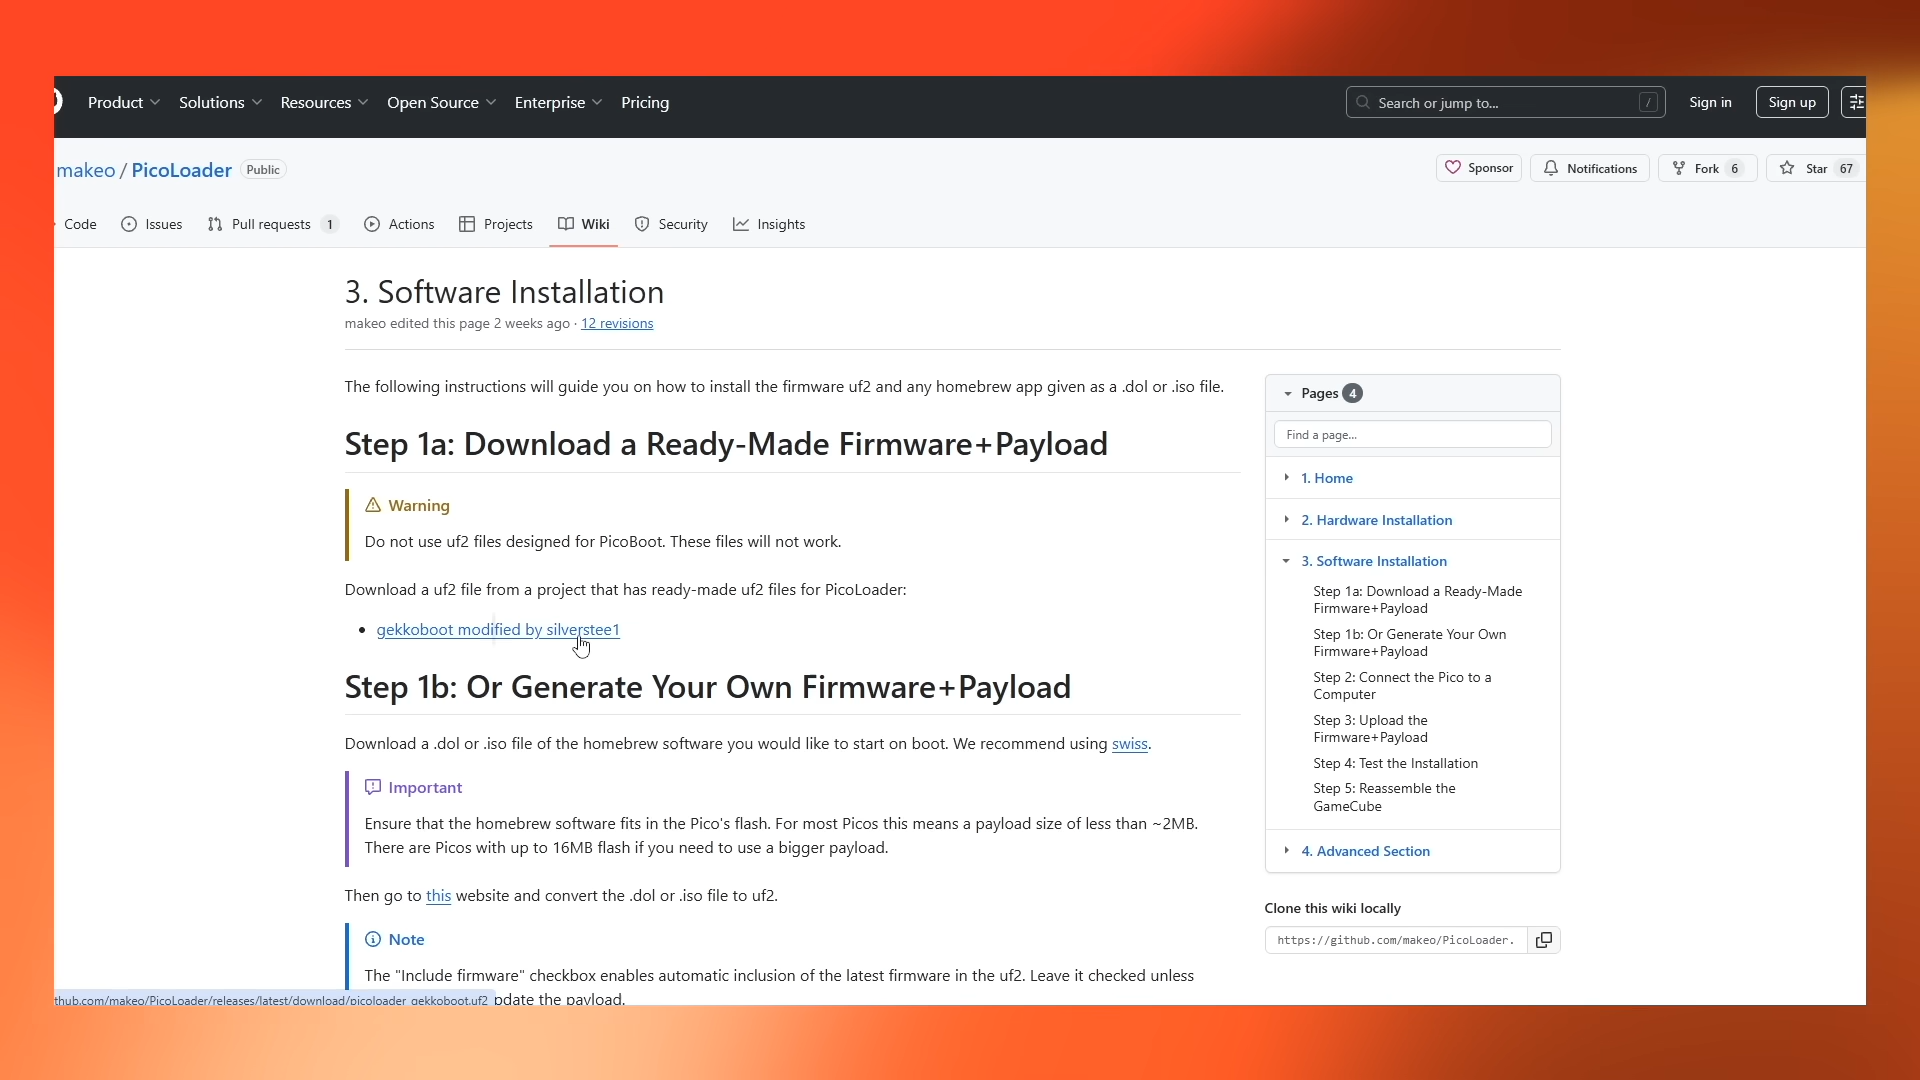 Product Solutions Resources Open Source Enterprise Pricing Search or jump to... / Sign in Sign up
makeo / PicoLoader Public Sponsor Notifications Fork 6 Star 67
Code Issues Pull requests 1 Actions Projects Wiki Security Insights
3. Software Installation
makeo edited this page 2 weeks ago · 12 revisions
The following instructions will guide you on how to install the firmware uf2 and any homebrew app given as a .dol or .iso file.
Step 1a: Download a Ready-Made Firmware+Payload
Warning
Do not use uf2 files designed for PicoBoot. These files will not work.
Download a uf2 file from a project that has ready-made uf2 files for PicoLoader:
gekkoboot modified by silverstee1
Step 1b: Or Generate Your Own Firmware+Payload
Download a .dol or .iso file of the homebrew software you would like to start on boot. We recommend using swiss.
Important
Ensure that the homebrew software fits in the Pico's flash. For most Picos this means a payload size of less than ~2MB.
There are Picos with up to 16MB flash if you need to use a bigger payload.
Then go to this website and convert the .dol or .iso file to uf2.
Note
The "Include firmware" checkbox enables automatic inclusion of the latest firmware in the uf2. Leave it checked unless
pdate the payload.
thub.com/makeo/PicoLoader/releases/latest/download/picoloader_gekkoboot.uf2
Pages 4
Find a page...
1. Home
2. Hardware Installation
3. Software Installation
Step 1a: Download a Ready-Made
Firmware+Payload
Step 1b: Or Generate Your Own
Firmware+Payload
Step 2: Connect the Pico to a
Computer
Step 3: Upload the
Firmware+Payload
Step 4: Test the Installation
Step 5: Reassemble the
GameCube
4. Advanced Section
Clone this wiki locally
https://github.com/makeo/PicoLoader.